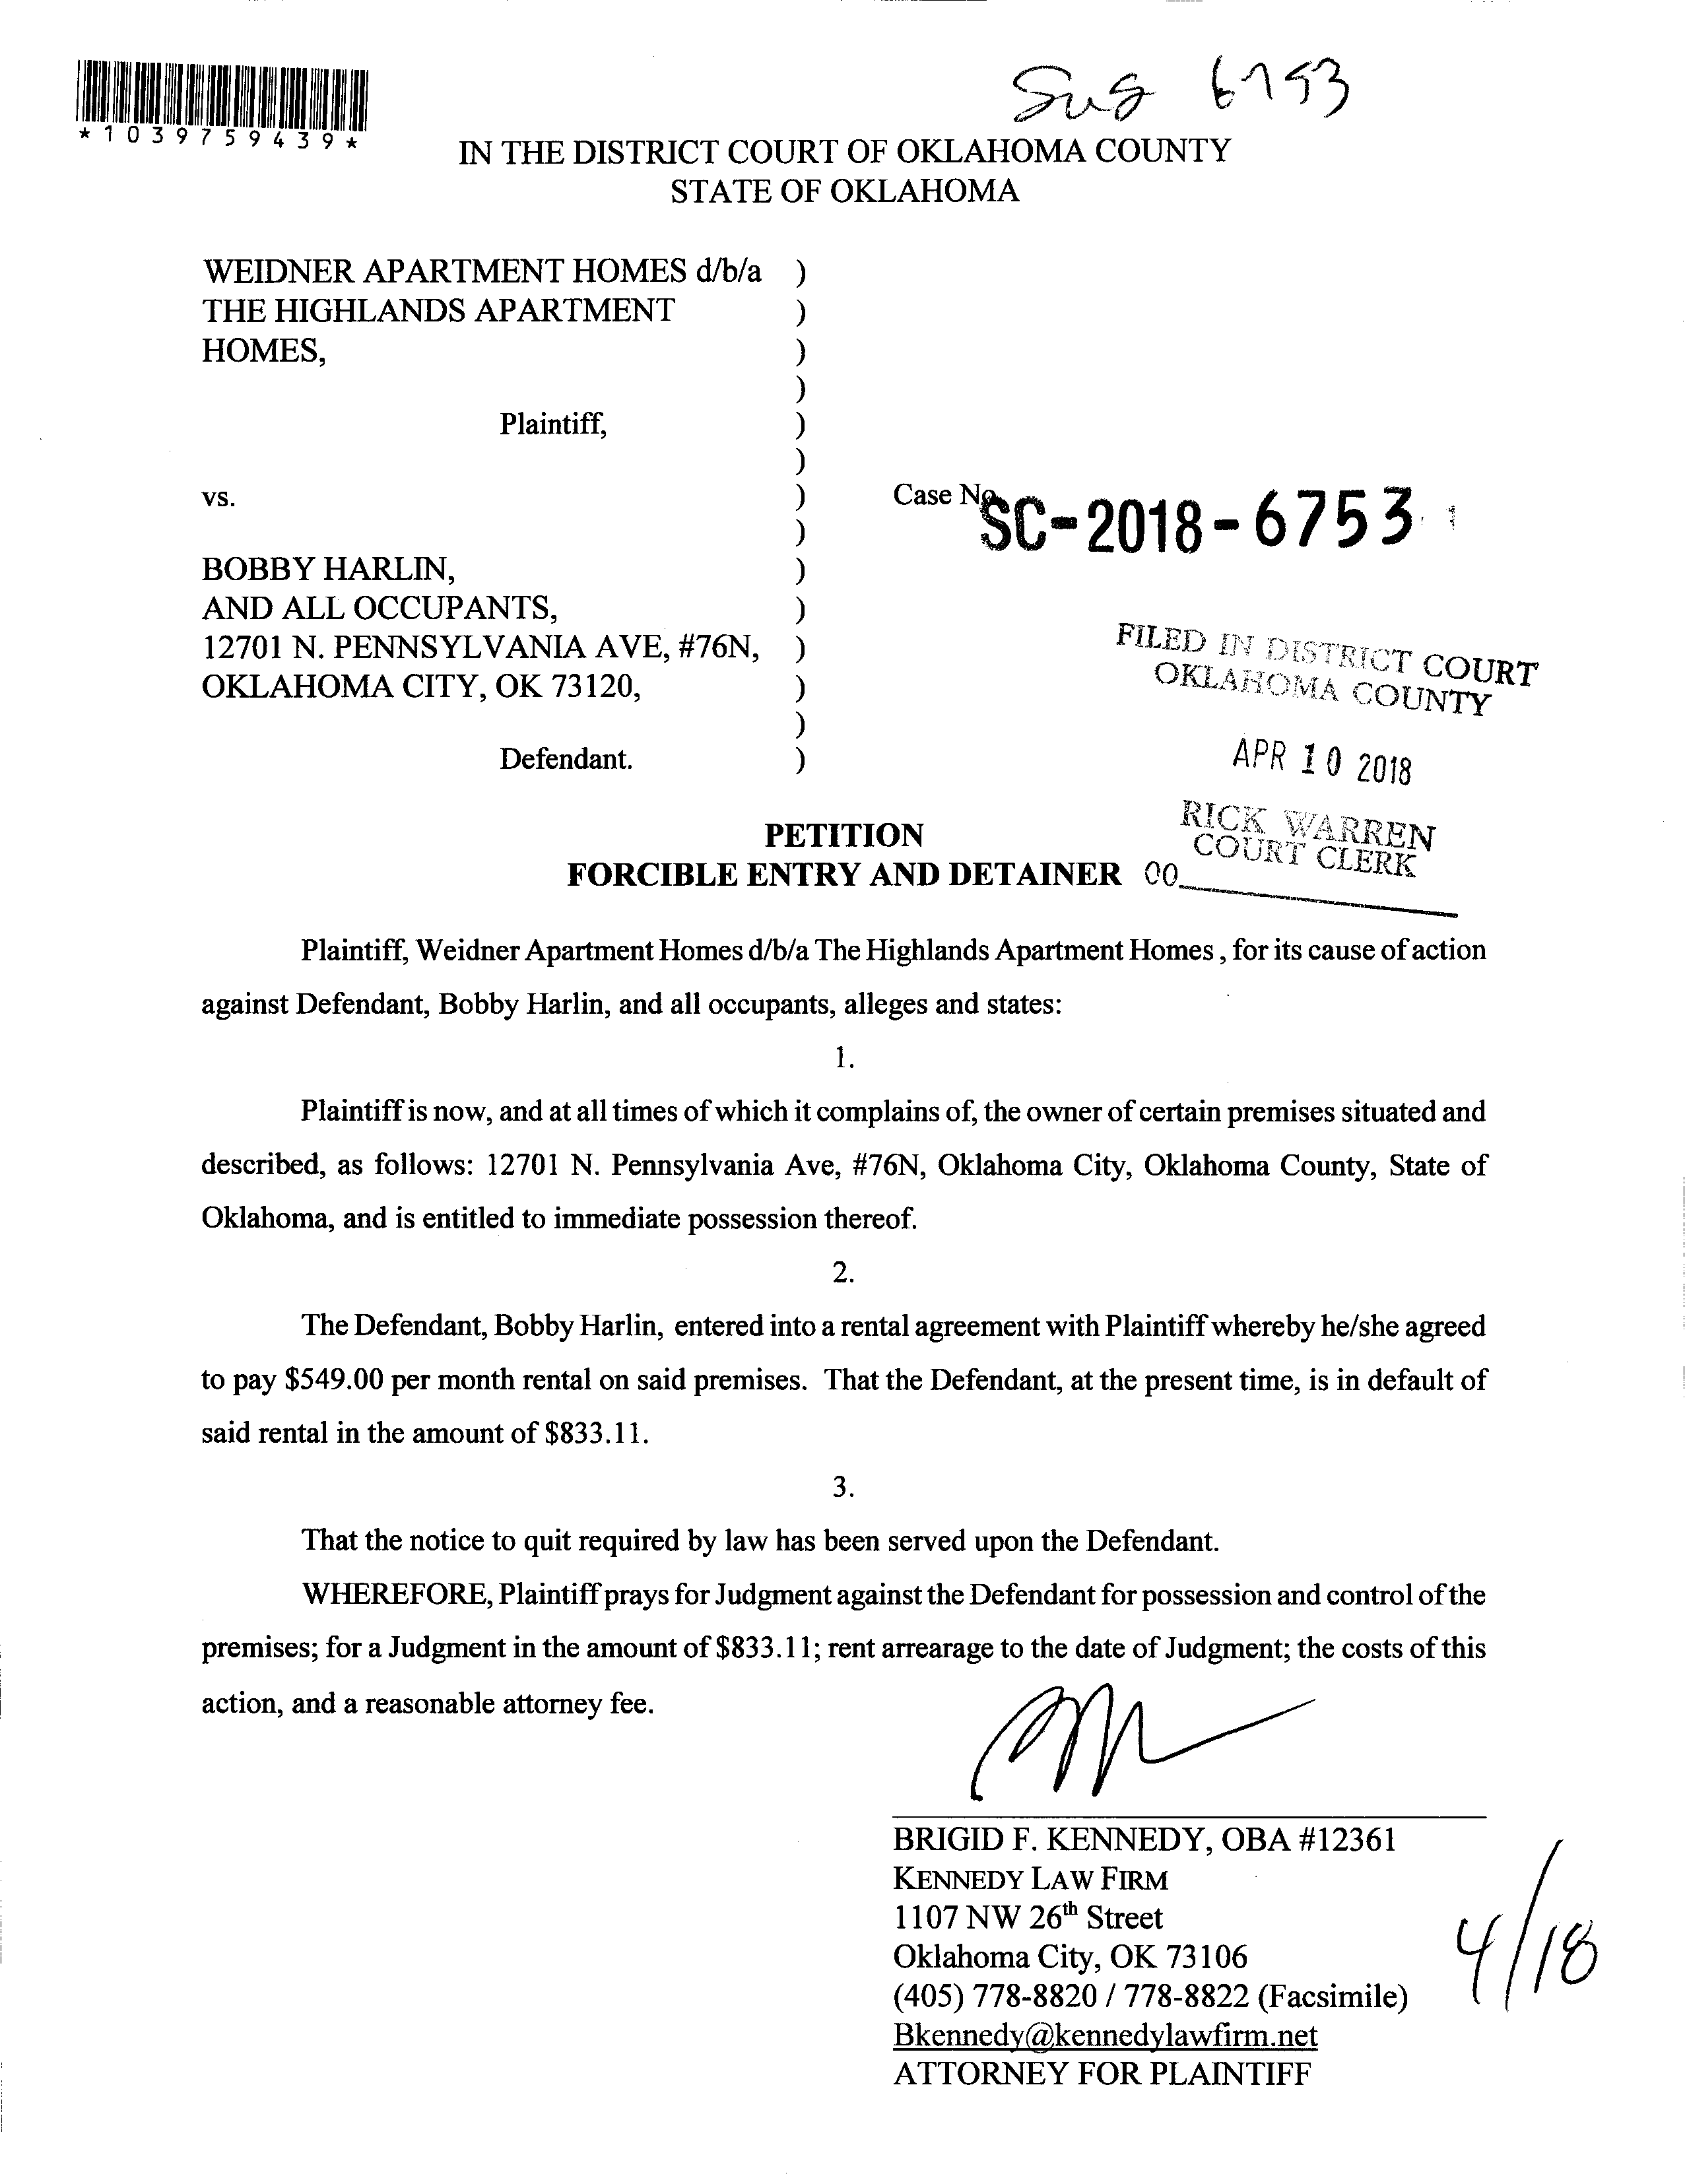 *1039759439*
6753
IN THE DISTRICT COURT OF OKLAHOMA COUNTY
STATE OF OKLAHOMA
WEIDNER APARTMENT HOMES d/b/a )
THE HIGHLANDS APARTMENT )
HOMES, )
)
Plaintiff, )
)
vs. ) Case No. SC-2018-6753
)
BOBBY HARLIN, )
AND ALL OCCUPANTS, )
12701 N. PENNSYLVANIA AVE, #76N, )
OKLAHOMA CITY, OK 73120, )
)
Defendant. )
FILED IN DISTRICT COURT
OKLAHOMA COUNTY
APR 10 2018
RICK WARREN
COURT CLERK
00
PETITION
FORCIBLE ENTRY AND DETAINER
Plaintiff, Weidner Apartment Homes d/b/a The Highlands Apartment Homes , for its cause of action
against Defendant, Bobby Harlin, and all occupants, alleges and states:
1.
Plaintiff is now, and at all times of which it complains of, the owner of certain premises situated and
described, as follows: 12701 N. Pennsylvania Ave, #76N, Oklahoma City, Oklahoma County, State of
Oklahoma, and is entitled to immediate possession thereof.
2.
The Defendant, Bobby Harlin, entered into a rental agreement with Plaintiff whereby he/she agreed
to pay $549.00 per month rental on said premises. That the Defendant, at the present time, is in default of
said rental in the amount of $833.11.
3.
That the notice to quit required by law has been served upon the Defendant.
WHEREFORE, Plaintiff prays for Judgment against the Defendant for possession and control of the
premises; for a Judgment in the amount of $833.11; rent arrearage to the date of Judgment; the costs of this
action, and a reasonable attorney fee.
BRIGID F. KENNEDY, OBA #12361
KENNEDY LAW FIRM
1107 NW 26th Street
Oklahoma City, OK 73106
(405) 778-8820 / 778-8822 (Facsimile)
Bkennedy@kennedylawfirm.net
ATTORNEY FOR PLAINTIFF
4/18